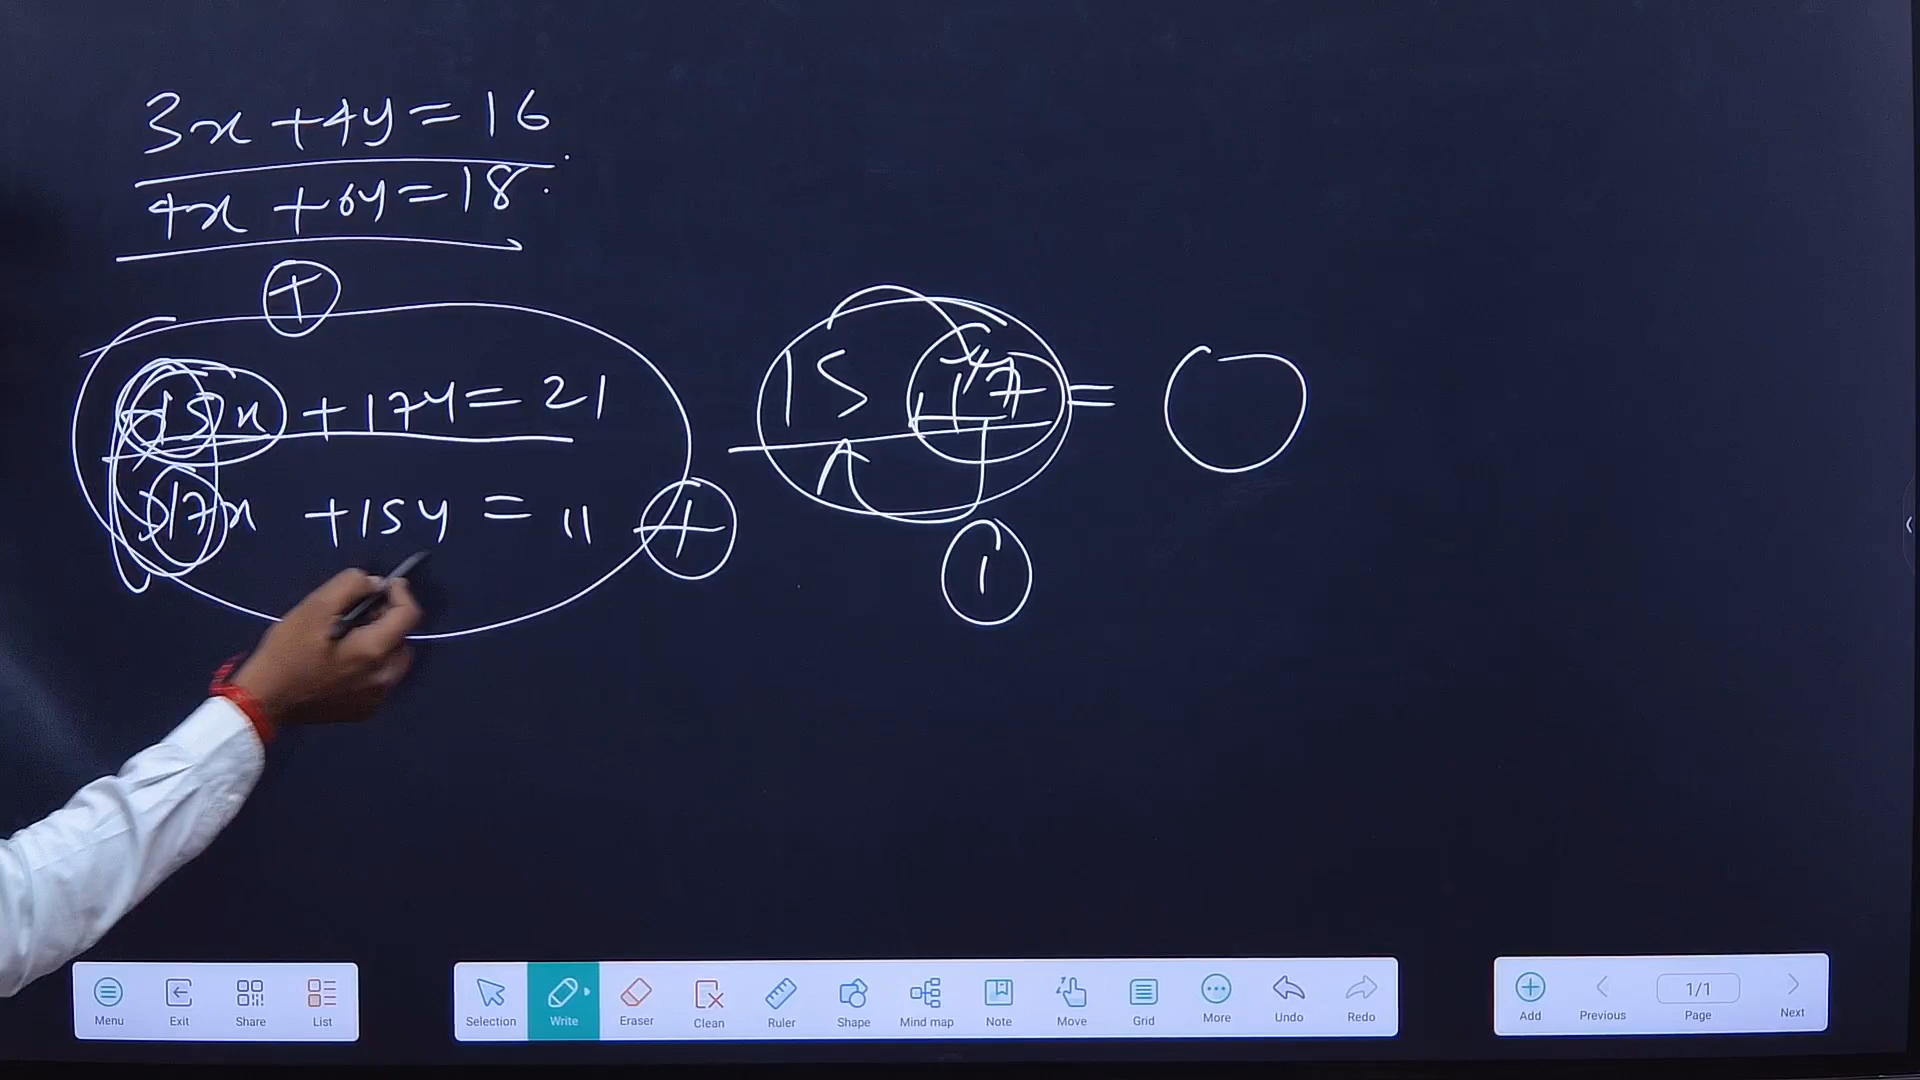 3x + 4y = 16
4x + 6y = 18
+
15x + 17y = 21
17x + 15y = 11 +
15 17 =
1
Menu Exit Share List
Selection Write Eraser Clean Ruler Shape Mind map Note Move Grid More Undo Redo
Add Previous 1/1 Page Next